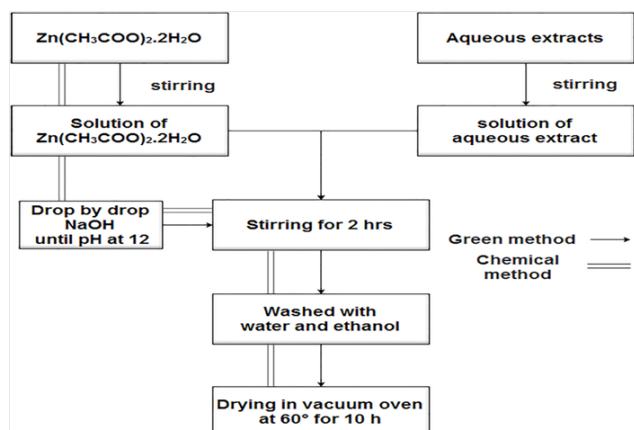 Zn(CH3COO)2.2H2O
Aqueous extracts
stirring
stirring
Solution of
Zn(CH3COO)2.2H2O
solution of
aqueous extract
Drop by drop
NaOH
until pH at 12
Stirring for 2 hrs
Green method
Chemical
method
Washed with
water and ethanol
Drying in vacuum oven
at 60° for 10 h